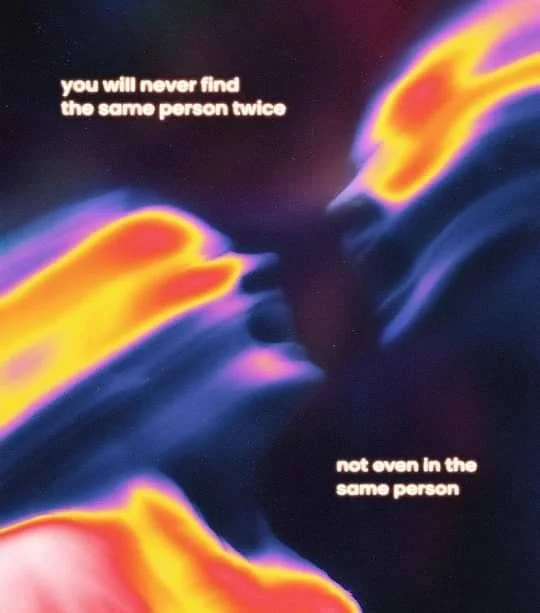 you will never find
the same person twice
not even in the
same person